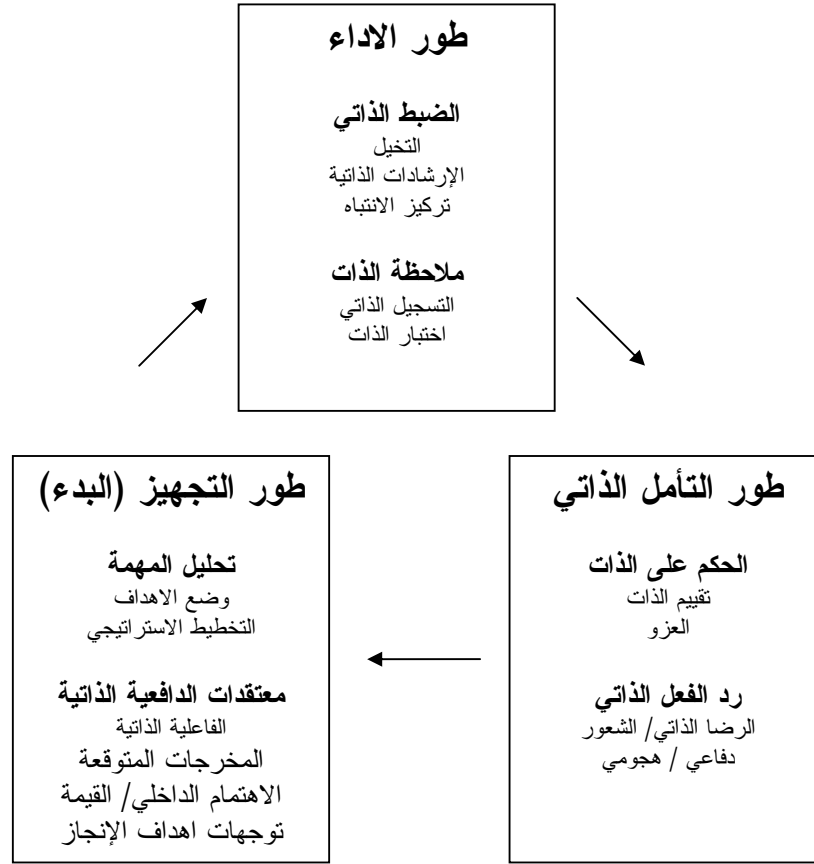 طور الاداء
الضبط الذاتي
التخيل
الإرشادات الذاتية
تركيز الانتباه
ملاحظة الذات
التسجيل الذاتي
اختبار الذات
طور التأمل الذاتي
الحكم على الذات
تقييم الذات
العزو
رد الفعل الذاتي
الرضا الذاتي/ الشعور
دفاعي / هجومي
طور التجهيز (البدء)
تحليل المهمة
وضع الاهداف
التخطيط الاستراتيجي
معتقدات الدافعية الذاتية
الفاعلية الذاتية
المخرجات المتوقعة
الاهتمام الداخلي/ القيمة
توجهات اهداف الإنجاز